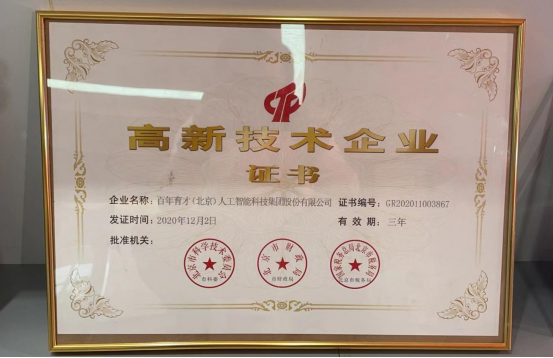 高新技术企业
证书
企业名称：百年育才（北京）人工智能科技集团股份有限公司 证书编号：GR202011003867
发证时间：2020年12月2日 有效期：三年
批准机关：
北京市科学技术委员会 北京市财政局 国家税务总局北京市税务局